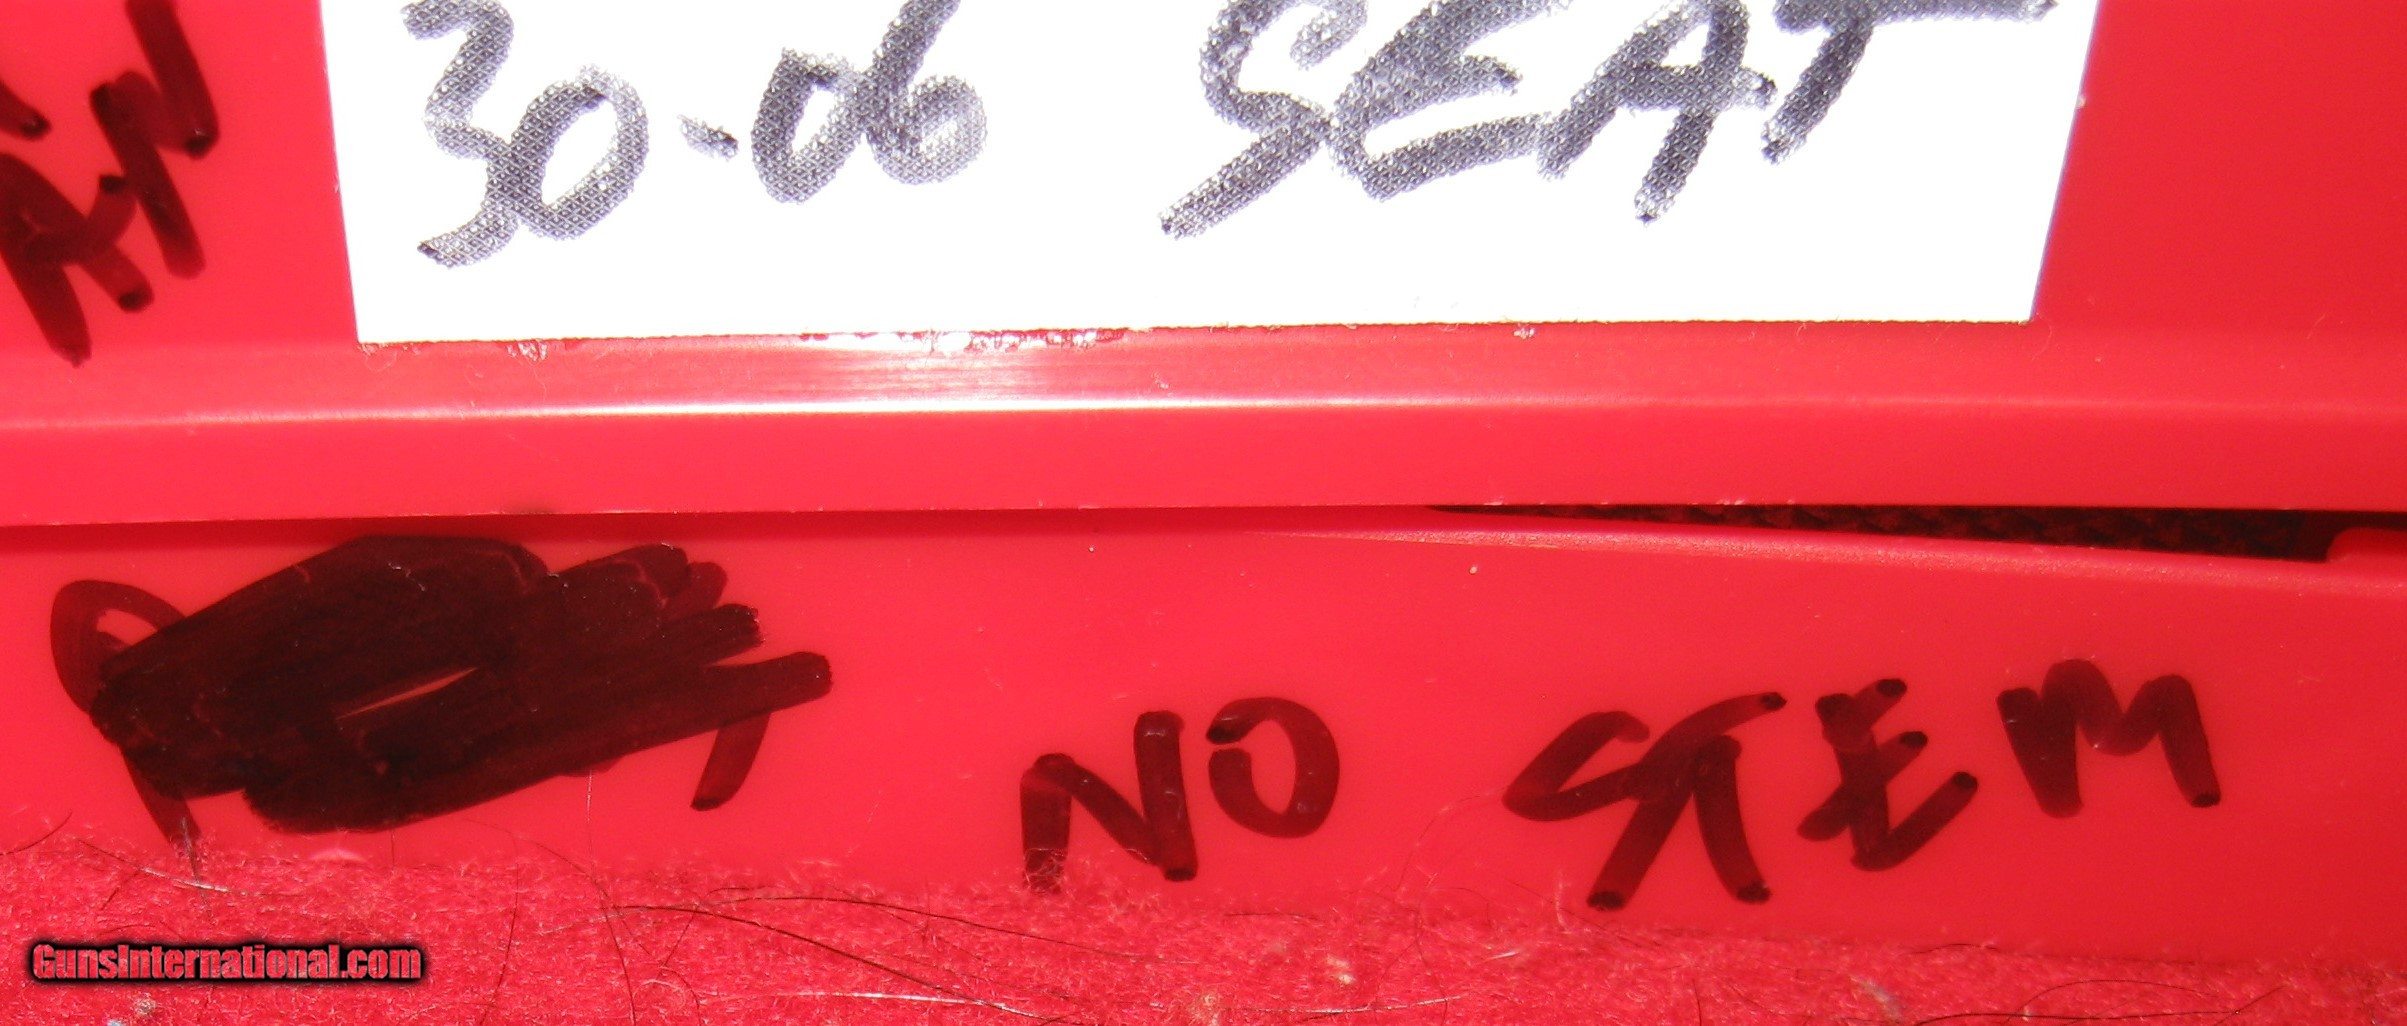 30-06 SEAT
NO STEM
GunsInternational.com